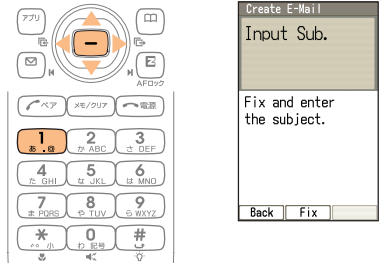 アプリ
AFロック
ペア
メモ/クリア
電源
1
あ .@
2
か ABC
3
さ DEF
4
た GHI
5
な JKL
6
は MNO
7
ま PQRS
8
や TUV
9
ら WXYZ
*
小
0
わ 記号
#
Create E-Mail
Input Sub.
Fix and enter
the subject.
Back Fix